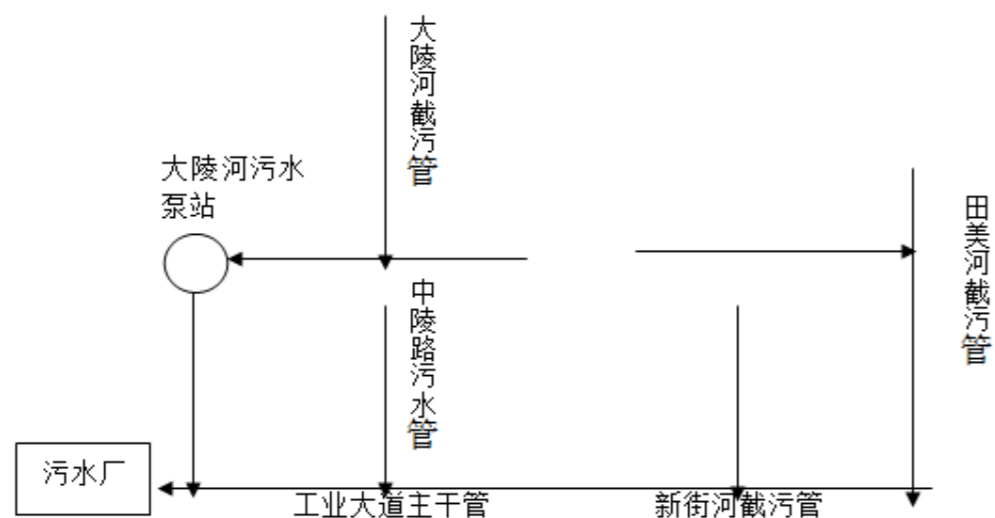 大陵河截污管
大陵河污水
泵站
田美河截污管
中陵路污水管
污水厂
工业大道主干管
新街河截污管